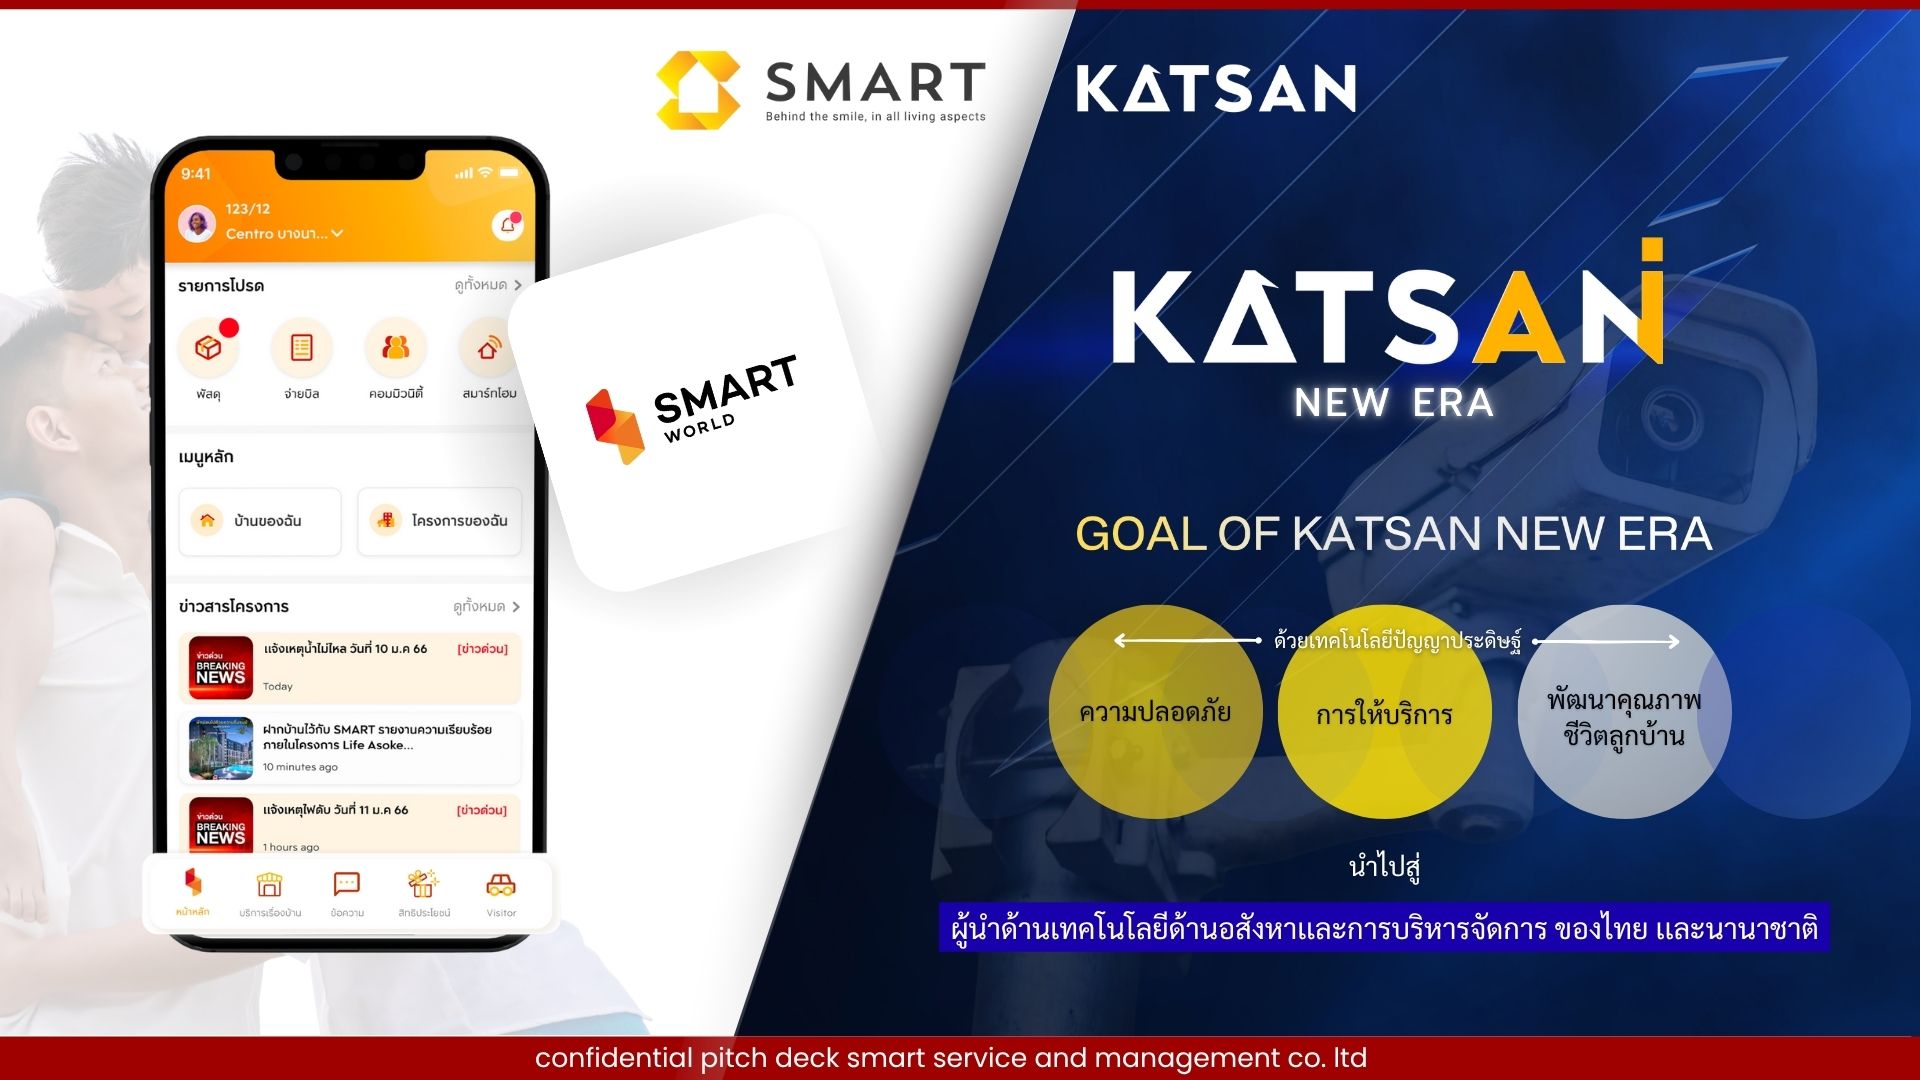 SMART
Behind the smile, in all living aspects
KATSAN
9:41
123/12
Centro บางนา...
รายการโปรด
ดูทั้งหมด
พัสดุ
จ่ายบิล
คอมมิวนิตี้
สมาร์ทโฮม
เมนูหลัก
บ้านของฉัน
โครงการของฉัน
ข่าวสารโครงการ
ดูทั้งหมด
ข่าวด่วน
BREAKING
NEWS
แจ้งเหตุน้ำไม่ไหล วันที่ 10 ม.ค 66
[ข่าวด่วน]
Today
ฝากบ้านไว้กับ SMART รายงานความเรียบร้อย
ภายในโครงการ Life Asoke...
10 minutes ago
ข่าวด่วน
BREAKING
NEWS
แจ้งเหตุไฟดับ วันที่ 11 ม.ค 66
[ข่าวด่วน]
1 hours ago
หน้าหลัก
บริการเรื่องบ้าน
ข้อความ
สิทธิประโยชน์
Visitor
SMART
WORLD
KATSAN
NEW ERA
GOAL OF KATSAN NEW ERA
ด้วยเทคโนโลยีปัญญาประดิษฐ์
ความปลอดภัย
การให้บริการ
พัฒนาคุณภาพ
ชีวิตลูกบ้าน
นำไปสู่
ผู้นำด้านเทคโนโลยีด้านอสังหาและการบริหารจัดการ ของไทย และนานาชาติ
confidential pitch deck smart service and management co. ltd